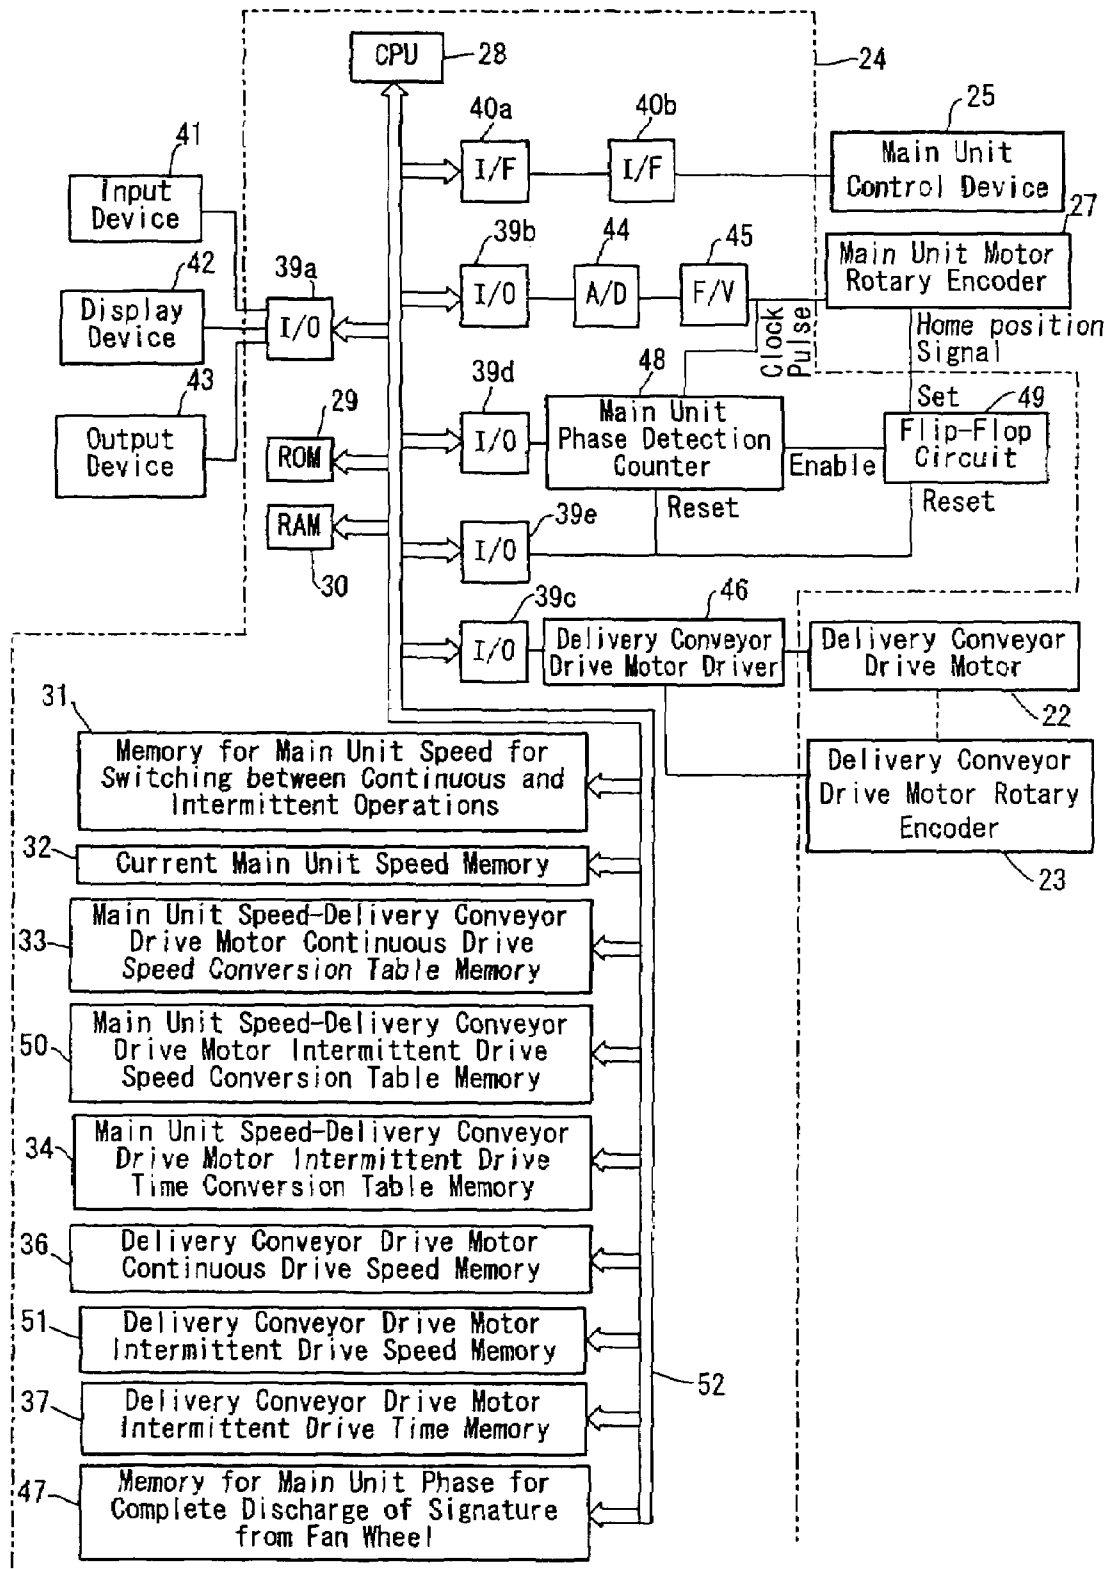 CPU
28
24
40a
40b
25
I/F
I/F
Main Unit
Control Device
41
Input
Device
27
39b
44
45
I/O
A/D
F/V
Main Unit Motor
Rotary Encoder
42
Display
Device
39a
I/O
Clock
Pulse
Home position
Signal
43
Output
Device
39d
48
I/O
Main Unit
Phase Detection
Counter
Set
49
Flip-Flop
Circuit
Enable
Reset
Reset
29
ROM
RAM
30
39e
I/O
39c
46
I/O
Delivery Conveyor
Drive Motor Driver
Delivery Conveyor
Drive Motor
22
Delivery Conveyor
Drive Motor Rotary
Encoder
23
31
Memory for Main Unit Speed for
Switching between Continuous and
Intermittent Operations
32
Current Main Unit Speed Memory
33
Main Unit Speed-Delivery Conveyor
Drive Motor Continuous Drive
Speed Conversion Table Memory
50
Main Unit Speed-Delivery Conveyor
Drive Motor Intermittent Drive
Speed Conversion Table Memory
34
Main Unit Speed-Delivery Conveyor
Drive Motor Intermittent Drive
Time Conversion Table Memory
36
Delivery Conveyor Drive Motor
Continuous Drive Speed Memory
51
Delivery Conveyor Drive Motor
Intermittent Drive Speed Memory
52
37
Delivery Conveyor Drive Motor
Intermittent Drive Time Memory
47
Memory for Main Unit Phase for
Complete Discharge of Signature
from Fan Wheel